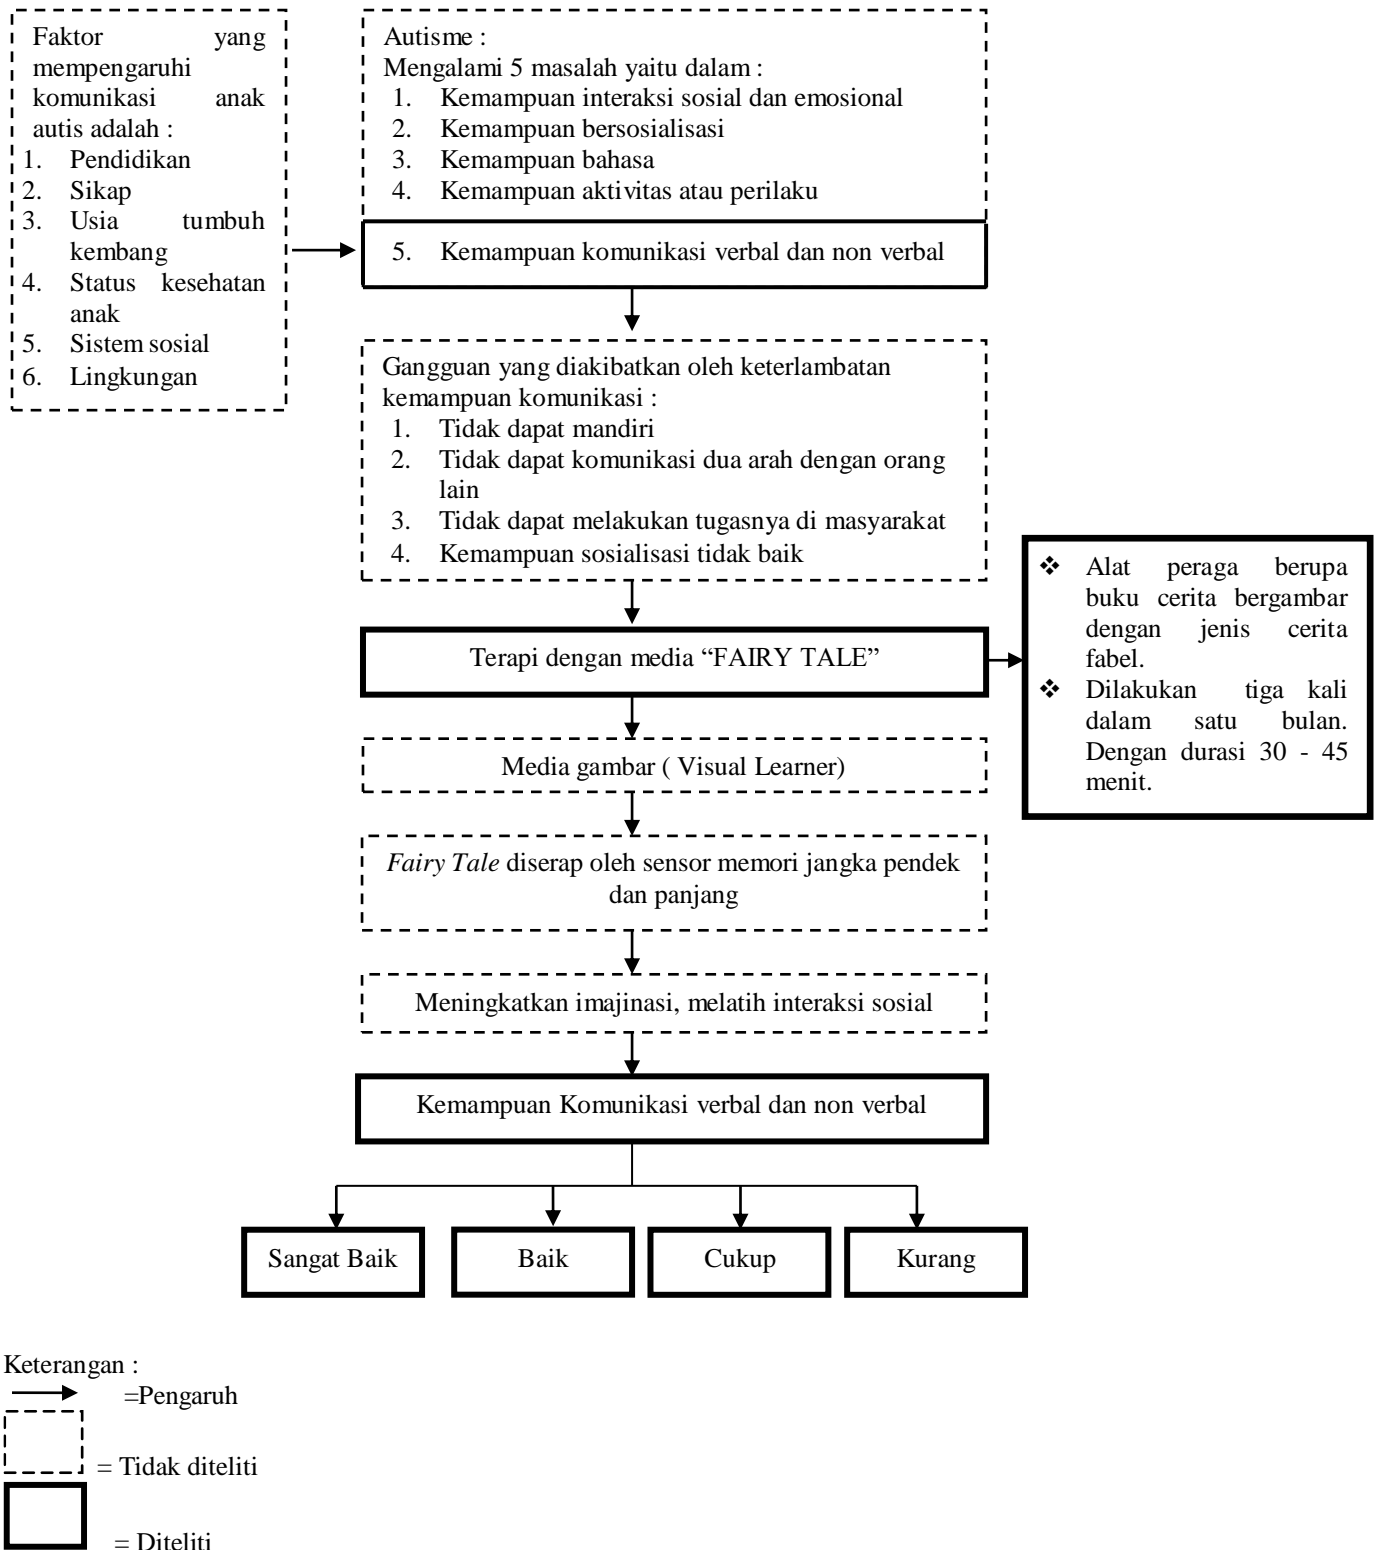 Faktor yang
mempengaruhi
komunikasi anak
autis adalah :
1. Pendidikan
2. Sikap
3. Usia tumbuh
kembang
4. Status kesehatan
anak
5. Sistem sosial
6. Lingkungan
Autisme :
Mengalami 5 masalah yaitu dalam :
1. Kemampuan interaksi sosial dan emosional
2. Kemampuan bersosialisasi
3. Kemampuan bahasa
4. Kemampuan aktivitas atau perilaku
5. Kemampuan komunikasi verbal dan non verbal
Gangguan yang diakibatkan oleh keterlambatan
kemampuan komunikasi :
1. Tidak dapat mandiri
2. Tidak dapat komunikasi dua arah dengan orang
lain
3. Tidak dapat melakukan tugasnya di masyarakat
4. Kemampuan sosialisasi tidak baik
Terapi dengan media “FAIRY TALE”
❖ Alat peraga berupa
buku cerita bergambar
dengan jenis cerita
fabel.
❖ Dilakukan tiga kali
dalam satu bulan.
Dengan durasi 30 - 45
menit.
Media gambar ( Visual Learner)
Fairy Tale diserap oleh sensor memori jangka pendek
dan panjang
Meningkatkan imajinasi, melatih interaksi sosial
Kemampuan Komunikasi verbal dan non verbal
Sangat Baik
Baik
Cukup
Kurang
Keterangan :
=Pengaruh
= Tidak diteliti
= Diteliti